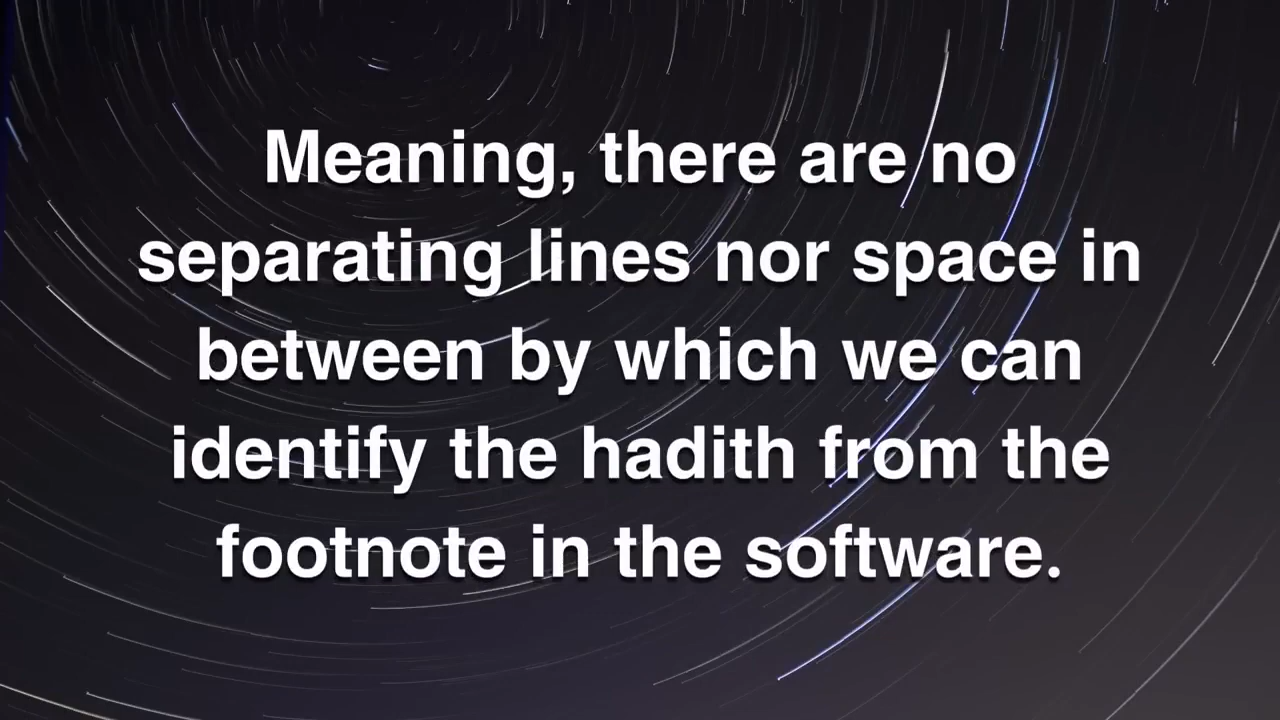 Meaning, there are no
separating lines nor space in
between by which we can
identify the hadith from the
footnote in the software.